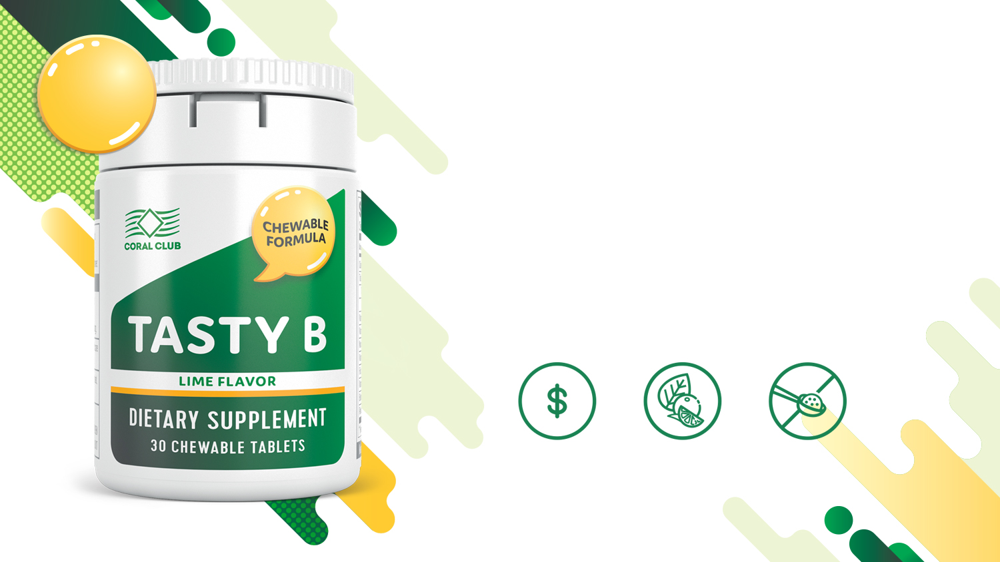 CORAL CLUB
CHEWABLE
FORMULA
TASTY B
LIME FLAVOR
DIETARY SUPPLEMENT
30 CHEWABLE TABLETS
$